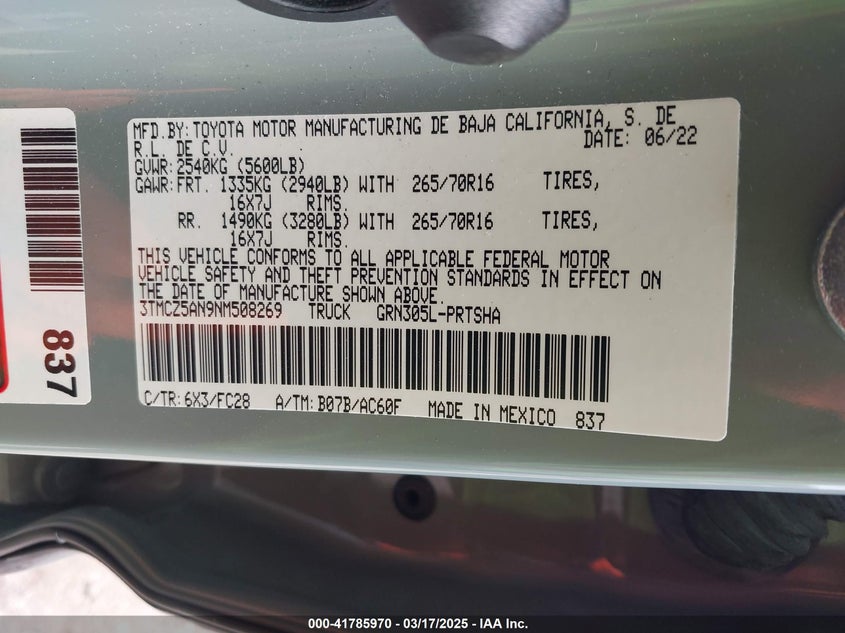 MFD.BY: TOYOTA MOTOR MANUFACTURING DE BAJA CALIFORNIA, S. DE
R.L. DE C.V. DATE: 06/22
GVWR: 2540KG (5600LB)
GAWR: FRT. 1335KG (2940LB) WITH 265/70R16 TIRES,
16X7J RIMS.
RR. 1490KG (3280LB) WITH 265/70R16 TIRES,
16X7J RIMS.
THIS VEHICLE CONFORMS TO ALL APPLICABLE FEDERAL MOTOR
VEHICLE SAFETY AND THEFT PREVENTION STANDARDS IN EFFECT ON
THE DATE OF MANUFACTURE SHOWN ABOVE.
3TMCZ5AN9NM508269 TRUCK GRN305L-PRTSHA
C/TR: 6X3/FC28 A/TM: B07B/AC60F MADE IN MEXICO 837
837
000-41785970 - 03/17/2025 - IAA Inc.